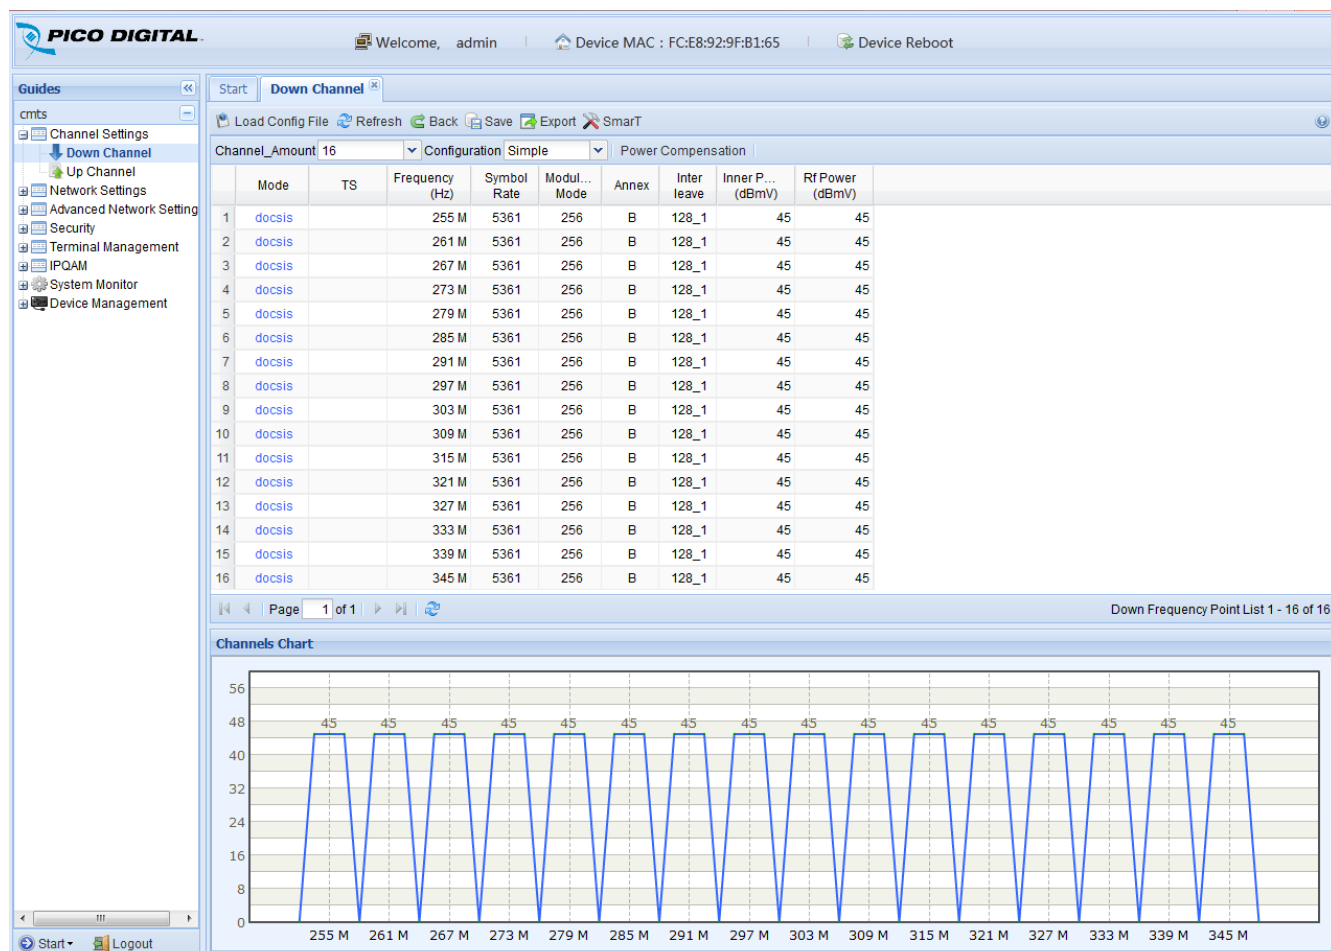 PICO DIGITAL
Welcome, admin Device MAC : FC:E8:92:9F:B1:65 Device Reboot
Guides
cmts
Channel Settings
Down Channel
Up Channel
Network Settings
Advanced Network Setting
Security
Terminal Management
IPQAM
System Monitor
Device Management
Start Logout
Start Down Channel
Load Config File Refresh Back Save Export SmarT
Channel_Amount 16 Configuration Simple Power Compensation
Mode TS Frequency (Hz) Symbol Rate Modul... Mode Annex Inter leave Inner P... (dBmV) Rf Power (dBmV)
1 docsis 255 M 5361 256 B 128_1 45 45
2 docsis 261 M 5361 256 B 128_1 45 45
3 docsis 267 M 5361 256 B 128_1 45 45
4 docsis 273 M 5361 256 B 128_1 45 45
5 docsis 279 M 5361 256 B 128_1 45 45
6 docsis 285 M 5361 256 B 128_1 45 45
7 docsis 291 M 5361 256 B 128_1 45 45
8 docsis 297 M 5361 256 B 128_1 45 45
9 docsis 303 M 5361 256 B 128_1 45 45
10 docsis 309 M 5361 256 B 128_1 45 45
11 docsis 315 M 5361 256 B 128_1 45 45
12 docsis 321 M 5361 256 B 128_1 45 45
13 docsis 327 M 5361 256 B 128_1 45 45
14 docsis 333 M 5361 256 B 128_1 45 45
15 docsis 339 M 5361 256 B 128_1 45 45
16 docsis 345 M 5361 256 B 128_1 45 45
Page 1 of 1 Down Frequency Point List 1 - 16 of 16
Channels Chart
56
48
40
32
24
16
8
0
45 45 45 45 45 45 45 45 45 45 45 45 45 45 45 45
255 M 261 M 267 M 273 M 279 M 285 M 291 M 297 M 303 M 309 M 315 M 321 M 327 M 333 M 339 M 345 M